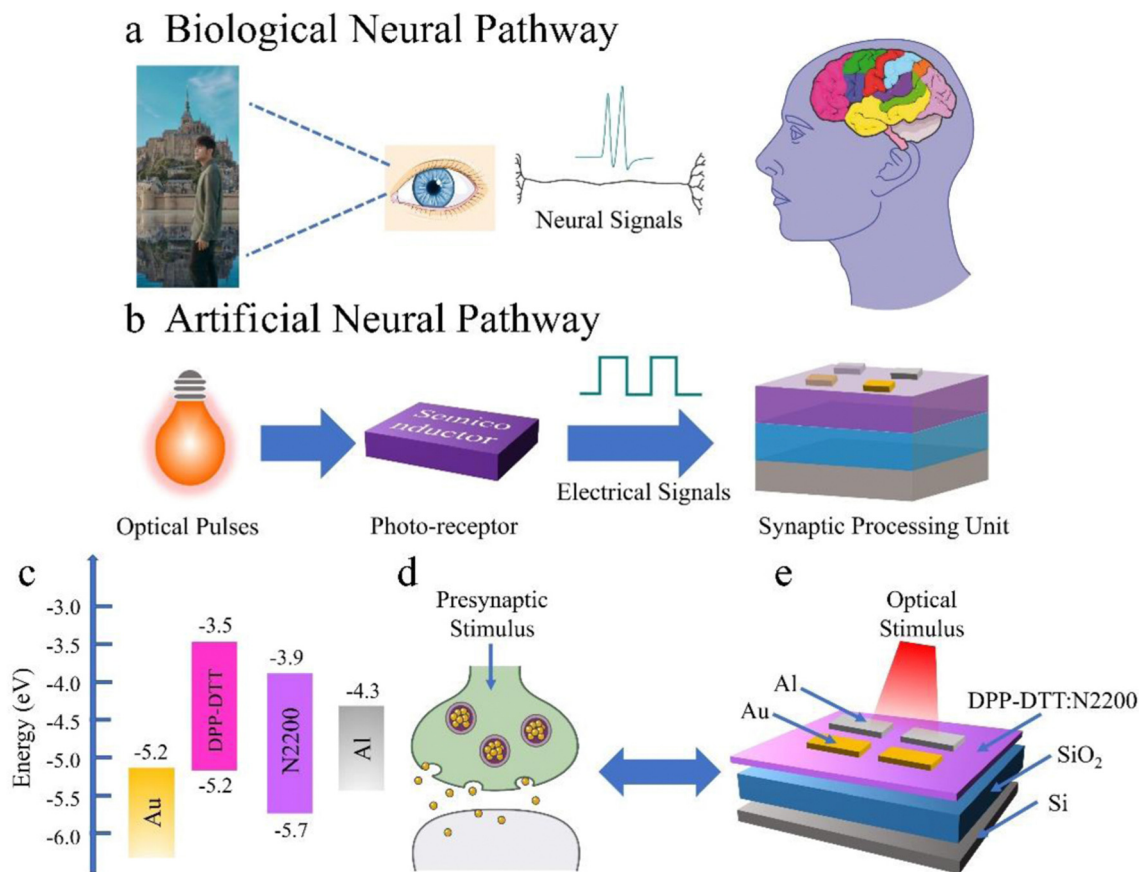 a Biological Neural Pathway
Neural Signals
b Artificial Neural Pathway
Semico
nductor
Electrical Signals
Optical Pulses
Photo-receptor
Synaptic Processing Unit
c
Energy (eV)
-3.0
-3.5
-4.0
-4.5
-5.0
-5.5
-6.0
-5.2
Au
-3.5
DPP-DTT
-5.2
-3.9
N2200
-5.7
-4.3
Al
d
Presynaptic
Stimulus
e
Optical
Stimulus
Al
Au
DPP-DTT:N2200
SiO₂
Si